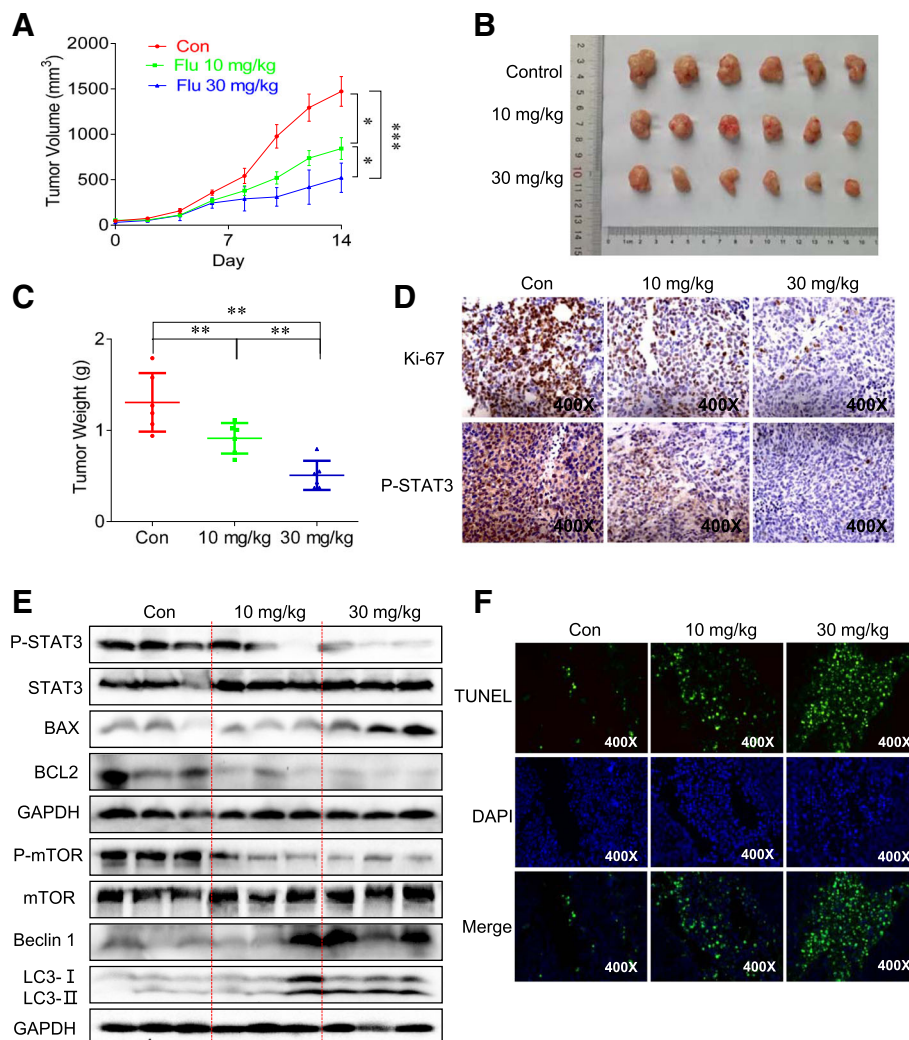 A
Tumor Volume (mm3)
2000
1500
1000
500
0
Con
Flu 10 mg/kg
Flu 30 mg/kg
*
*
***
0 7 14
Day
B
Control
10 mg/kg
30 mg/kg
C
Tumor Weight (g)
2
1
0
**
** **
Con 10 mg/kg 30 mg/kg
D
Con 10 mg/kg 30 mg/kg
Ki-67
400X 400X 400X
P-STAT3
400X 400X 400X
E
Con 10 mg/kg 30 mg/kg
P-STAT3
STAT3
BAX
BCL2
GAPDH
P-mTOR
mTOR
Beclin 1
LC3-Ⅰ
LC3-Ⅱ
GAPDH
F
Con 10 mg/kg 30 mg/kg
TUNEL
400X 400X 400X
DAPI
400X 400X 400X
Merge
400X 400X 400X